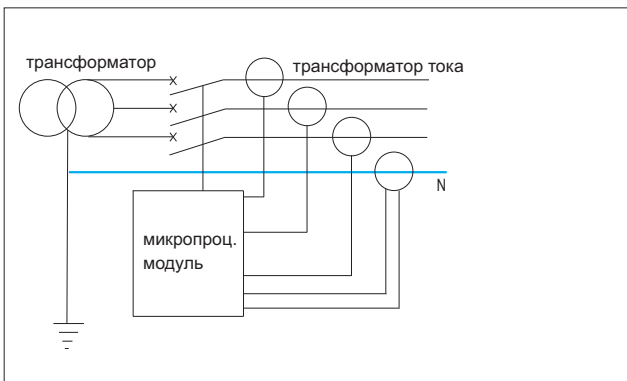 трансформатор
трансформатор тока
N
микропроц.
модуль